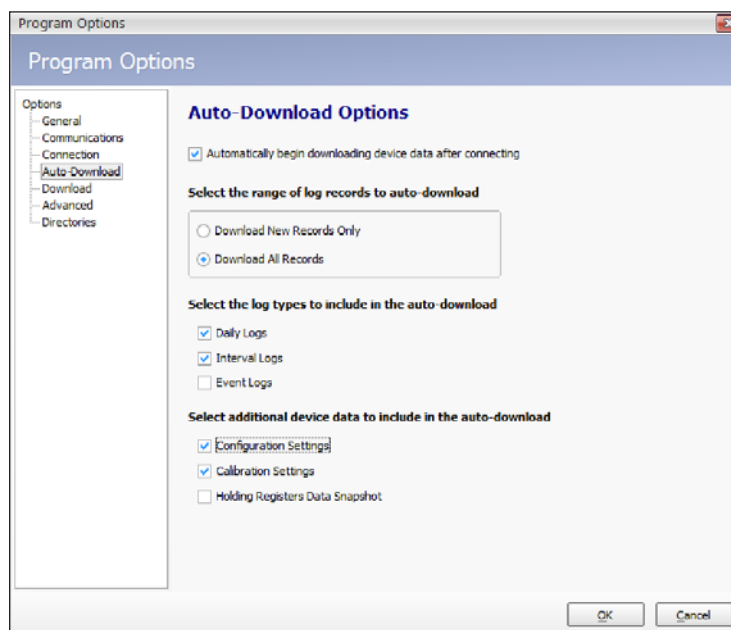 Program Options
Program Options
Options
General
Communications
Connection
Auto-Download
Download
Advanced
Directories
Auto-Download Options
Automatically begin downloading device data after connecting
Select the range of log records to auto-download
Download New Records Only
Download All Records
Select the log types to include in the auto-download
Daily Logs
Interval Logs
Event Logs
Select additional device data to include in the auto-download
Configuration Settings
Calibration Settings
Holding Registers Data Snapshot
OK
Cancel